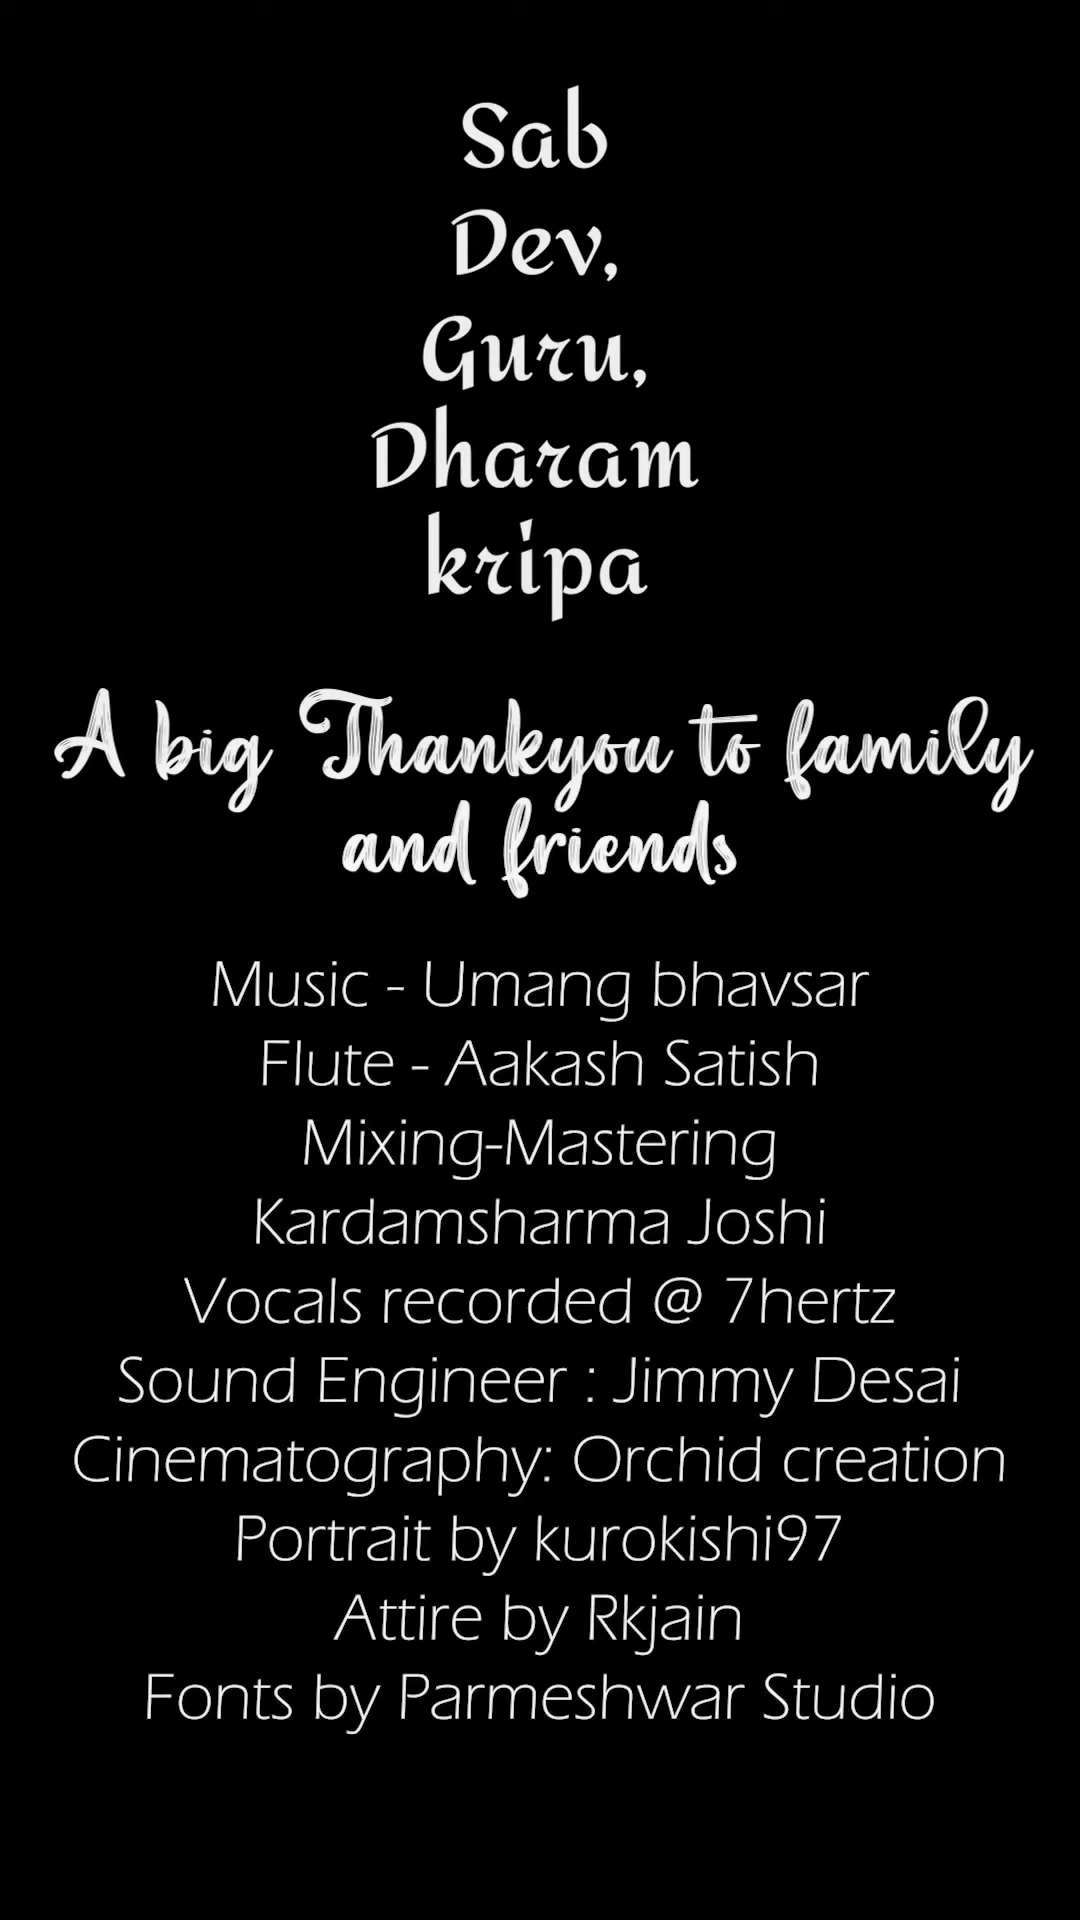 Sab
Dev,
Guru,
Dharam
kripa
A big Thankyou to family
and friends
Music - Umang bhavsar
Flute - Aakash Satish
Mixing-Mastering
Kardamsharma Joshi
Vocals recorded @ 7hertz
Sound Engineer : Jimmy Desai
Cinematography: Orchid creation
Portrait by kurokishi97
Attire by Rkjain
Fonts by Parmeshwar Studio